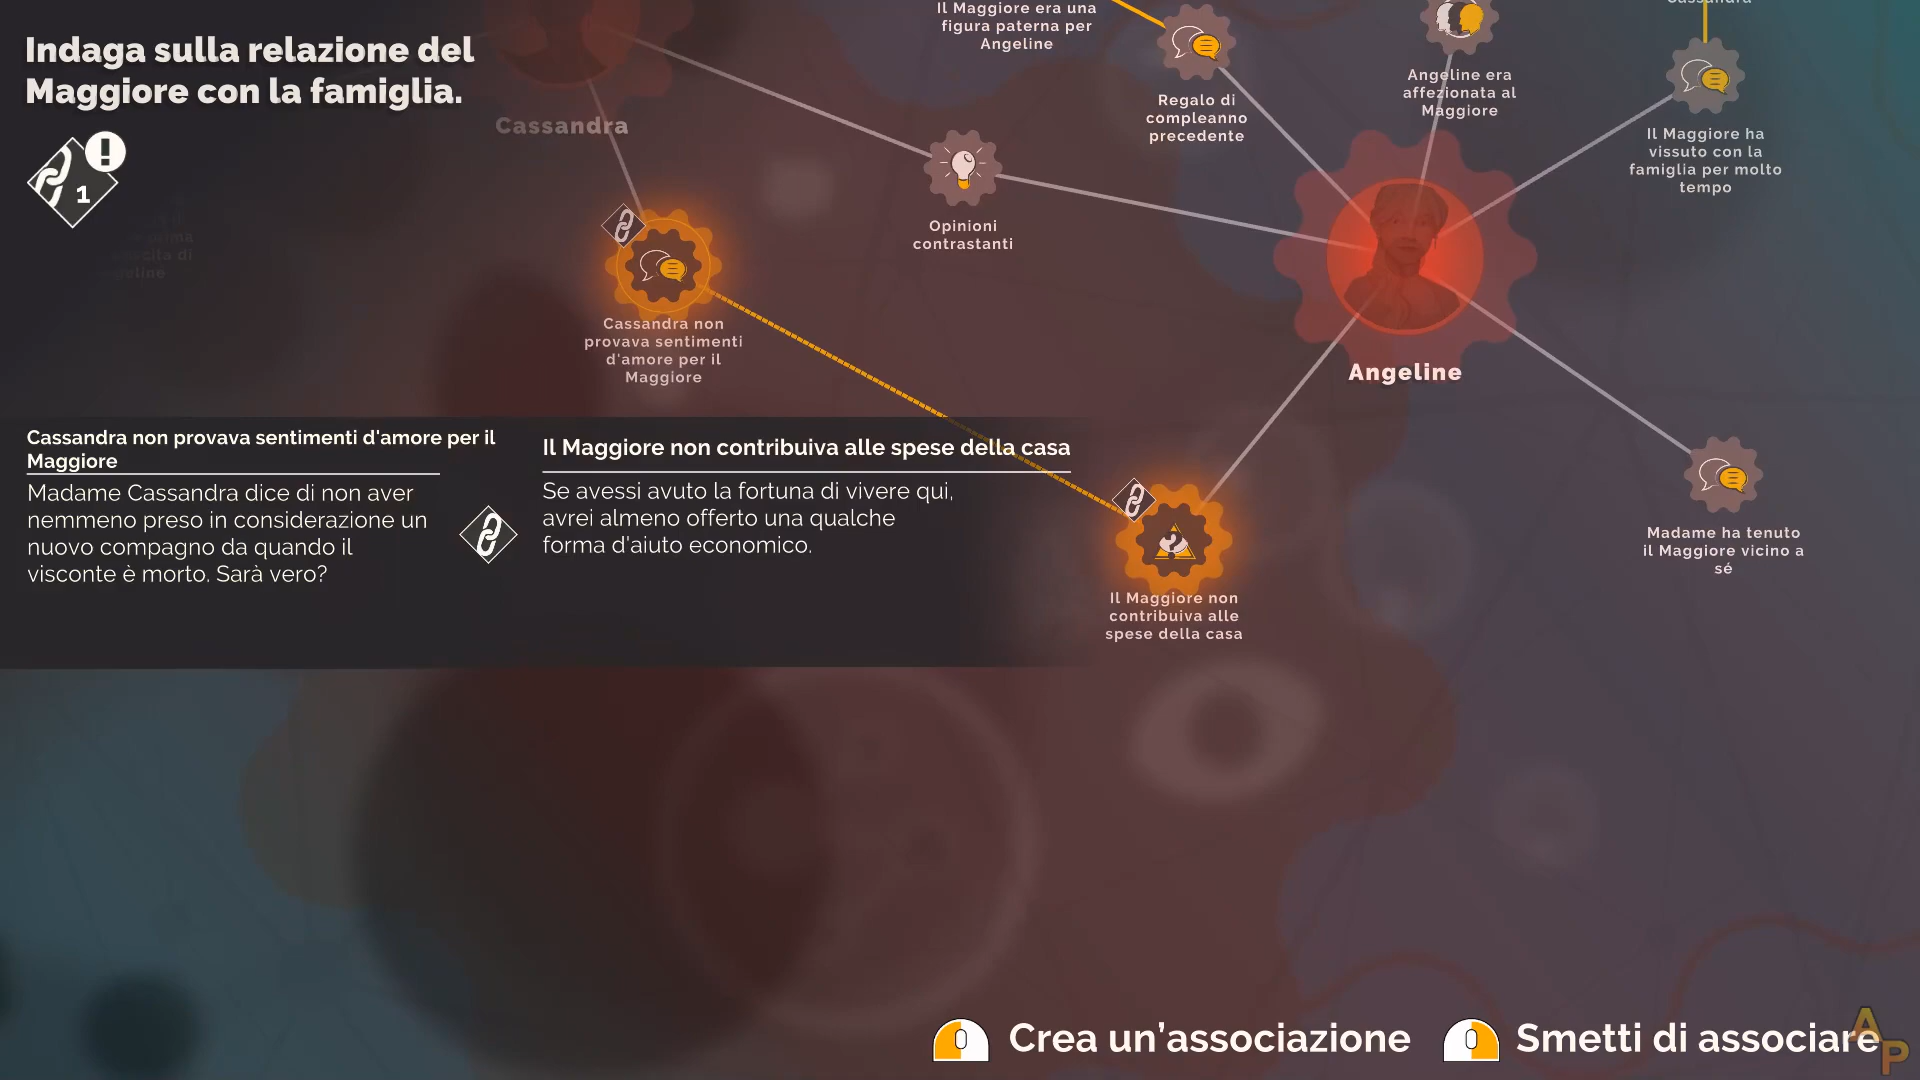 Indaga sulla relazione del
Maggiore con la famiglia.
1
Cassandra
Il Maggiore era una
figura paterna per
Angeline
Regalo di
compleanno
precedente
Angeline era
affezionata al
Maggiore
Il Maggiore ha
vissuto con la
famiglia per molto
tempo
Opinioni
contrastanti
Cassandra non
provava sentimenti
d'amore per il
Maggiore
Angeline
Cassandra non provava sentimenti d'amore per il
Maggiore
Madame Cassandra dice di non aver
nemmeno preso in considerazione un
nuovo compagno da quando il
visconte è morto. Sarà vero?
Il Maggiore non contribuiva alle spese della casa
Se avessi avuto la fortuna di vivere qui,
avrei almeno offerto una qualche
forma d'aiuto economico.
Il Maggiore non
contribuiva alle
spese della casa
Madame ha tenuto
il Maggiore vicino a
sé
Crea un'associazione
Smetti di associare
AP